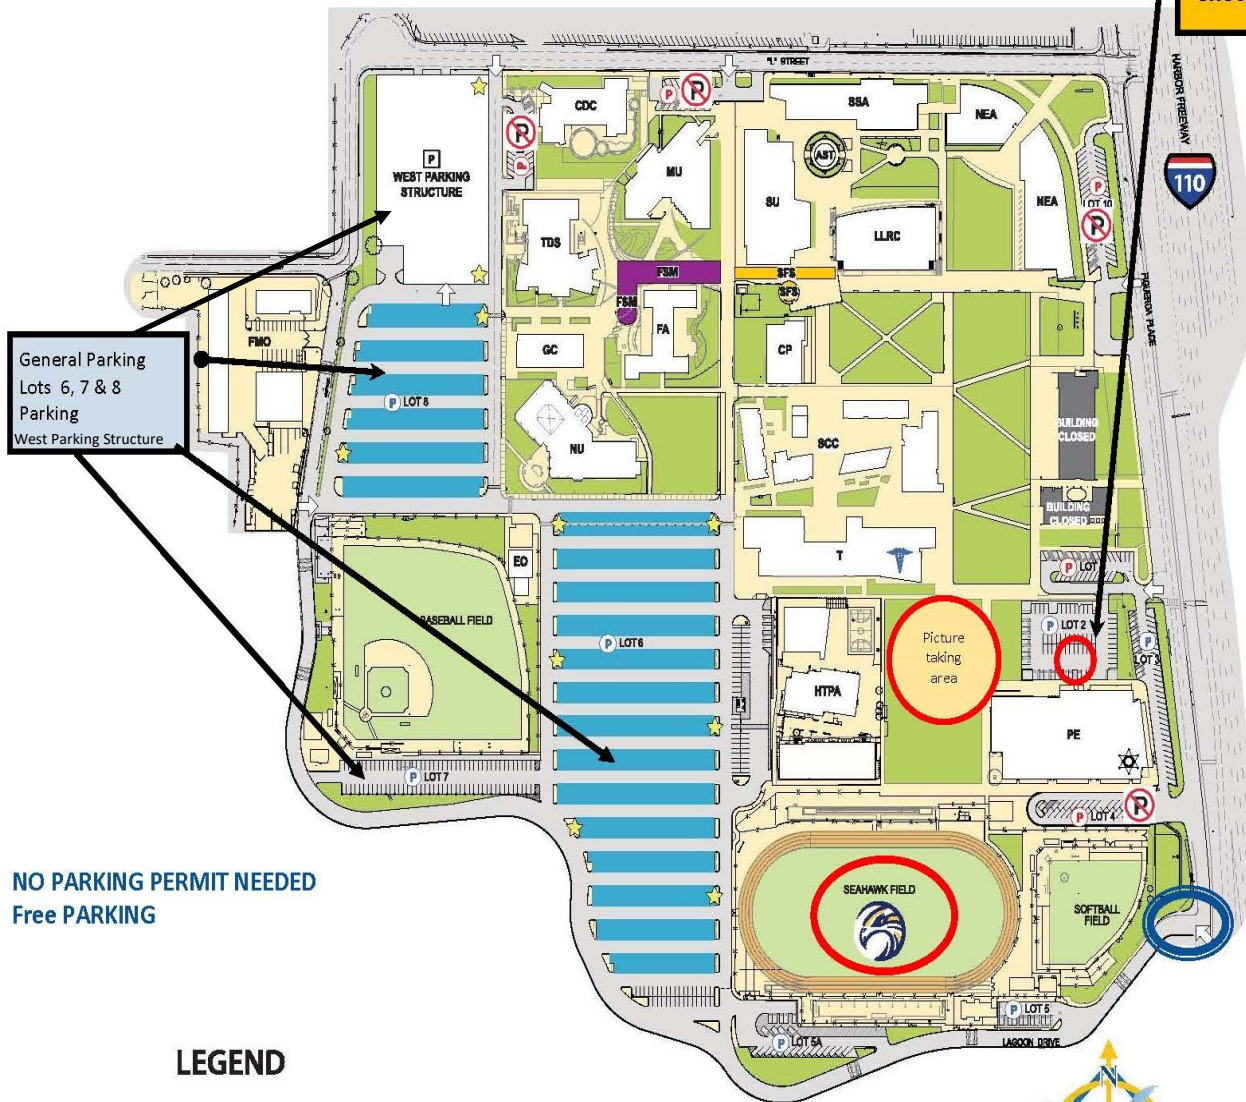 "L" STREET
HARBOR FREEWAY
110
P
WEST PARKING
STRUCTURE
CDC
P
P
P
P
SSA
NEA
AST
MU
SU
NEA
P
LOT 10
P
LLRC
TDS
FSM
SFS
SFS
FSM
FA
FIGUEROA PLACE
FMO
GC
CP
General Parking
Lots 6, 7 & 8
Parking
West Parking Structure
P LOT 8
BUILDING
CLOSED
SCC
NU
BUILDING
CLOSED
EO
T
P LOT
BASEBALL FIELD
P LOT 2
P
LOT 3
P LOT 6
Picture
taking
area
HTPA
PE
P LOT 7
P LOT 4
P
NO PARKING PERMIT NEEDED
Free PARKING
SEAHAWK FIELD
SOFTBALL
FIELD
P LOT 5
P LOT 5A
LAGOON DRIVE
LEGEND
N